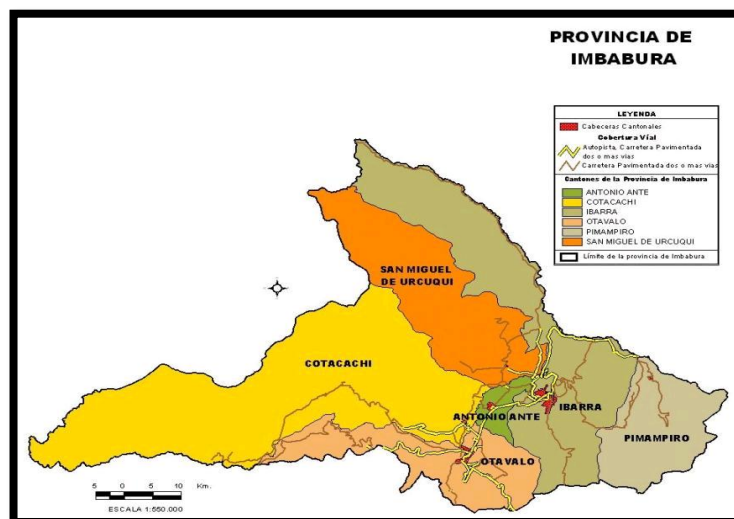 PROVINCIA DE
IMBABURA
LEYENDA
Cabeceras Cantonales
Cobertura Vial
Autopista, Carretera Pavimentada
dos o mas vias
Carretera Pavimentada dos o mas vias
Cantones de la Provincia de Imbabura
ANTONIO ANTE
COTACACHI
IBARRA
OTAVALO
PIMAMPIRO
SAN MIGUEL DE URCUQUI
Límite de la provincia de Imbabura
SAN MIGUEL
DE URCUQUI
COTACACHI
ANTONIO ANTE
IBARRA
PIMAMPIRO
OTAVALO
5 0 5 10 Km.
ESCALA 1:550.000